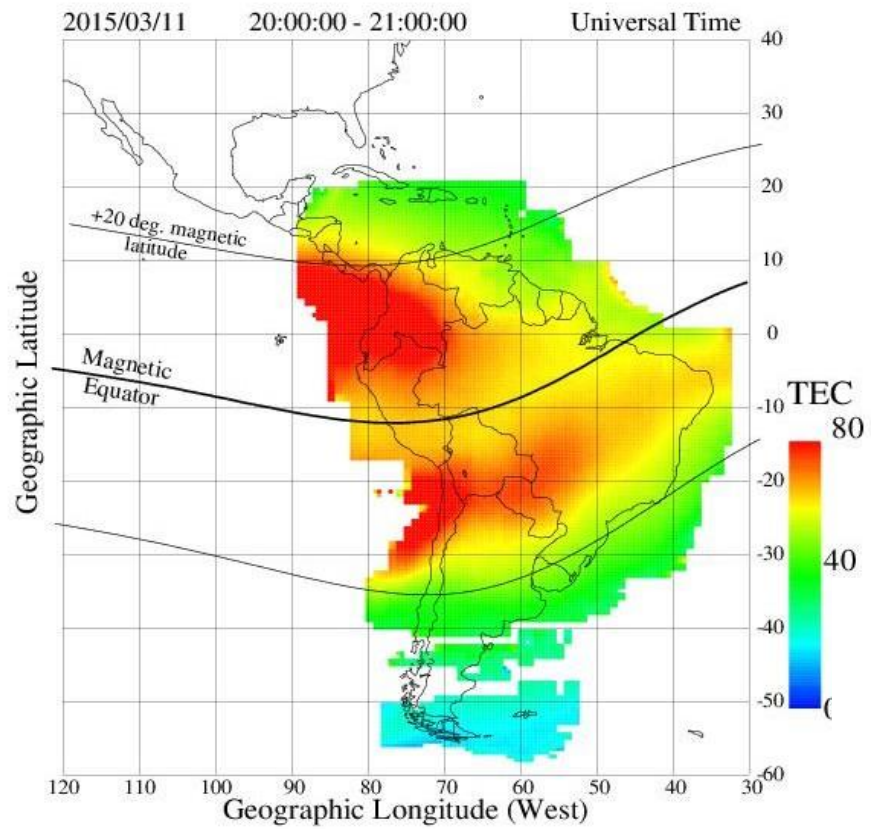 2015/03/11 20:00:00 - 21:00:00 Universal Time
40
30
20
10
0
-10
-20
-30
-40
-50
-60
+20 deg. magnetic
latitude
Magnetic
Equator
Geographic Latitude
TEC
80
40
0
120 110 100 90 80 70 60 50 40 30
Geographic Longitude (West)